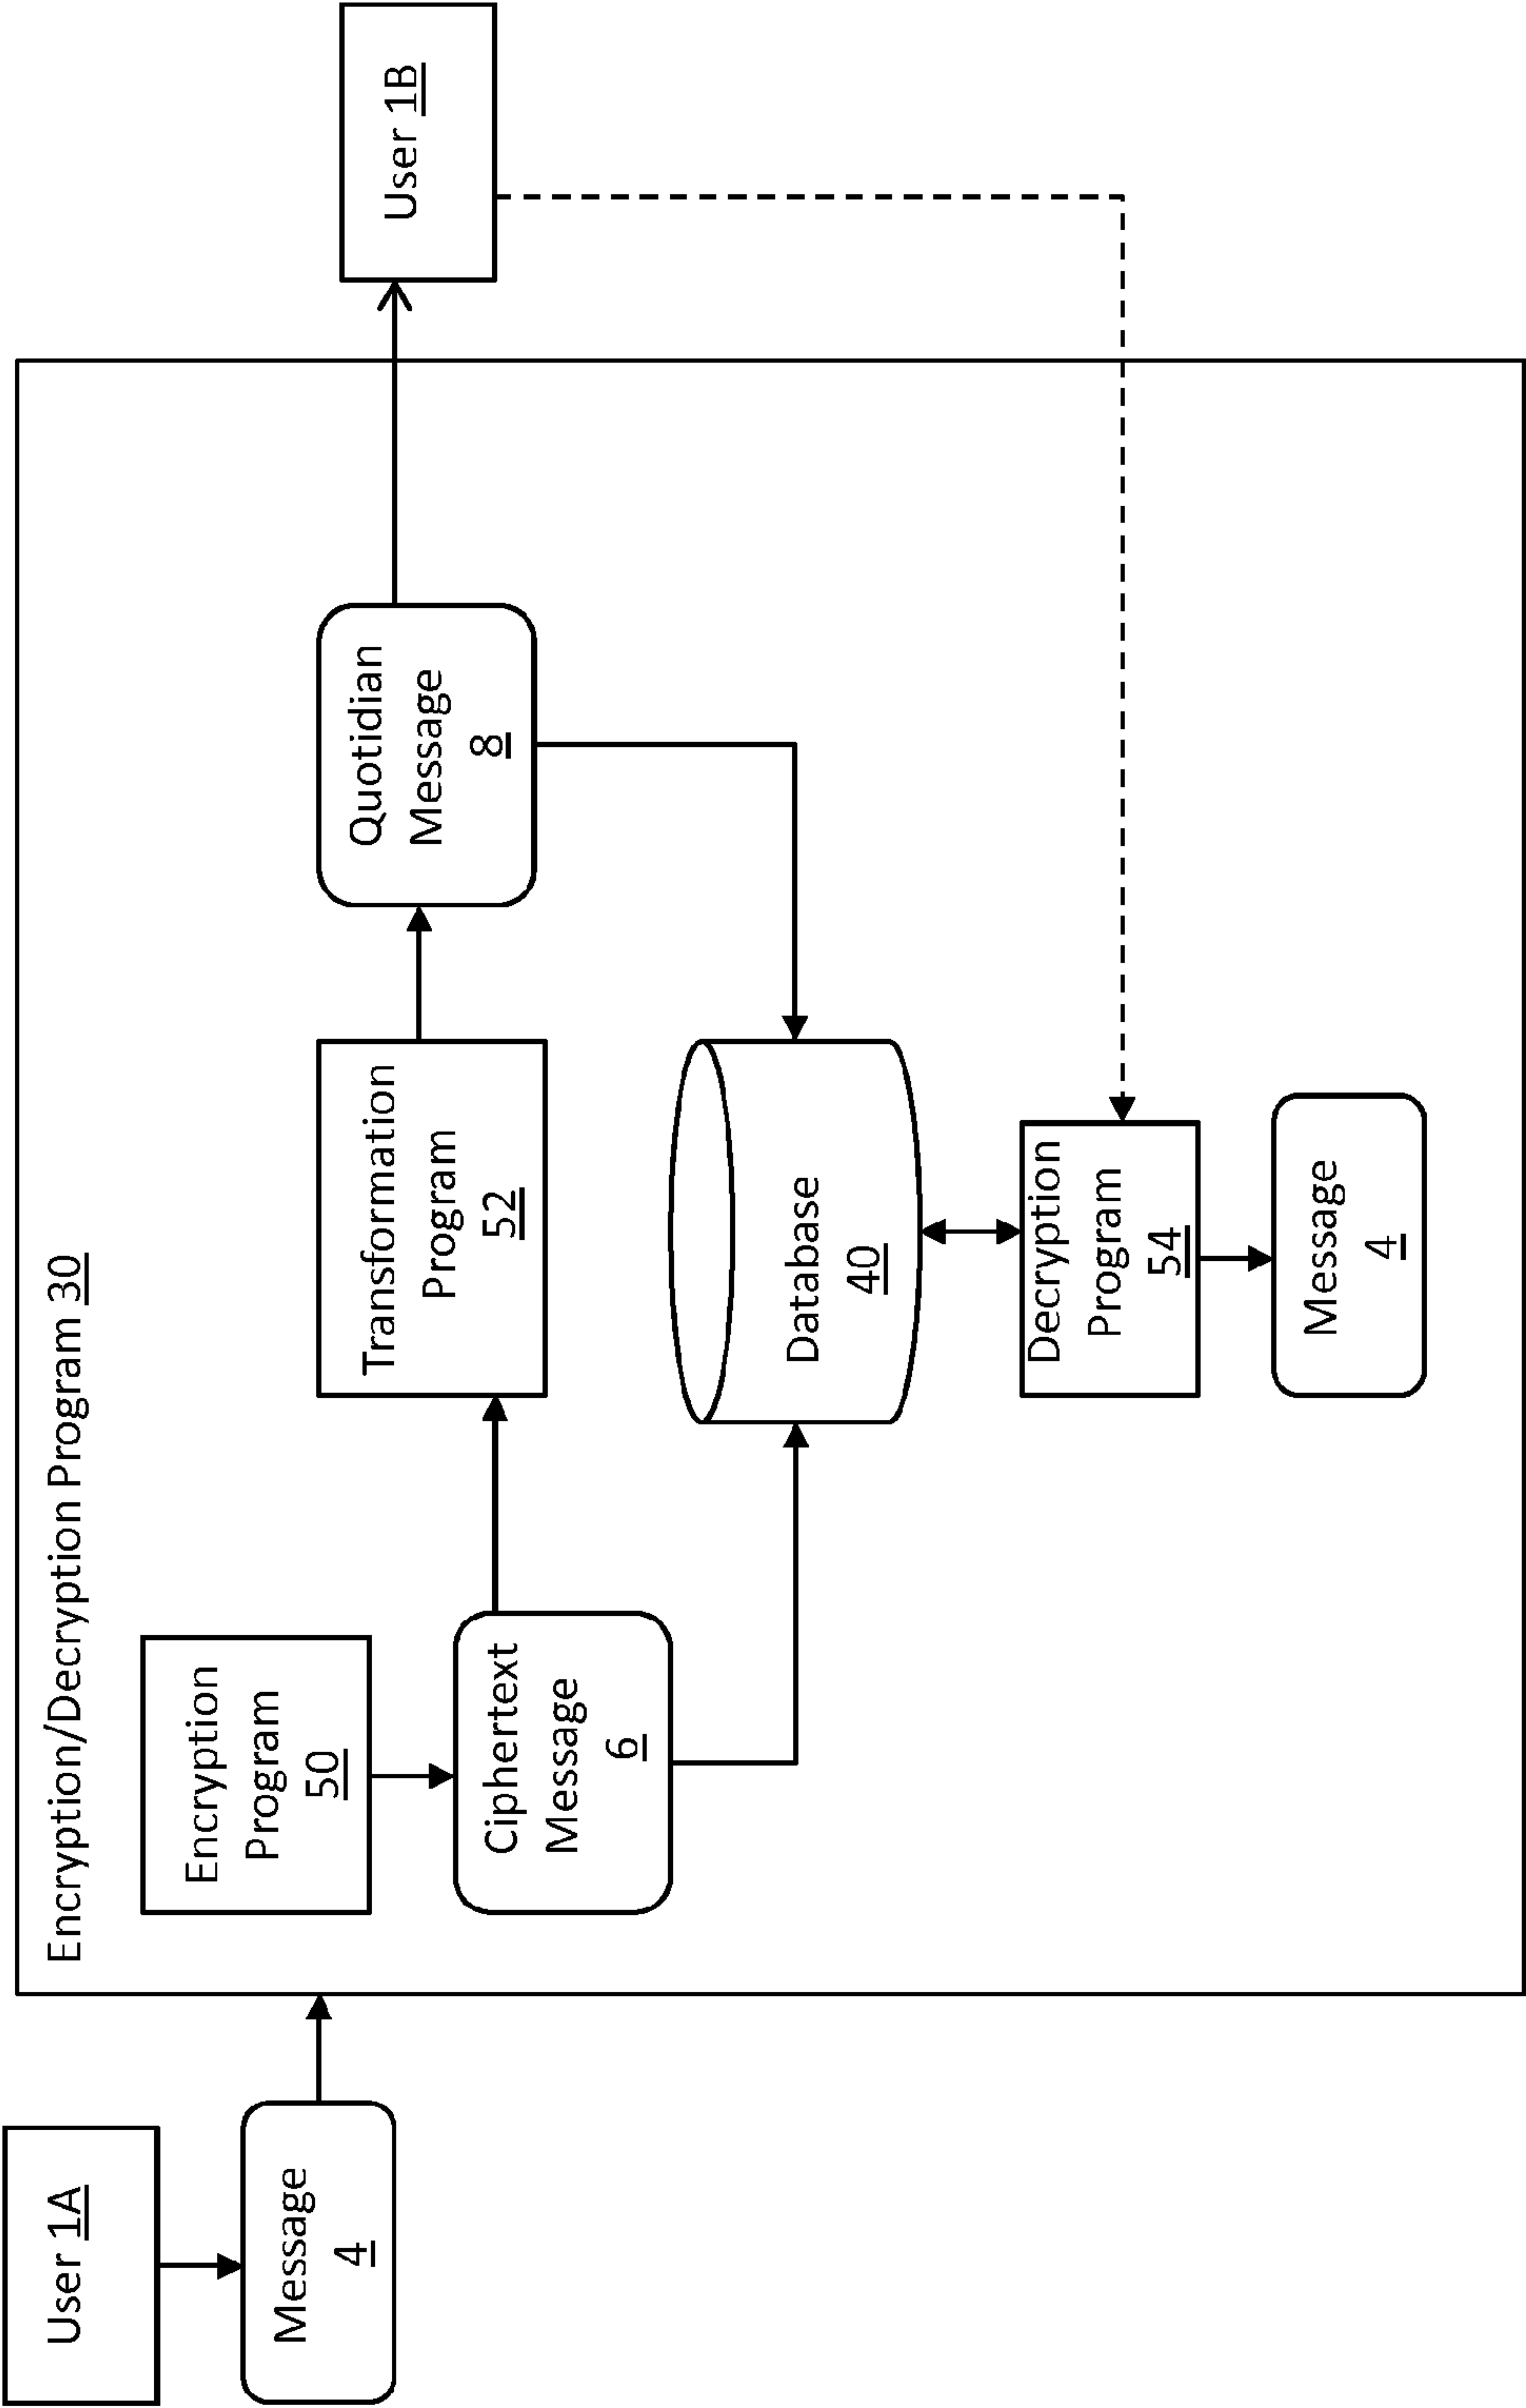 User 1A
Message
4
Encryption/Decryption Program 30
Encryption
Program
50
Ciphertext
Message
6
Transformation
Program
52
Quotidian
Message
8
User 1B
Database
40
Decryption
Program
54
Message
4